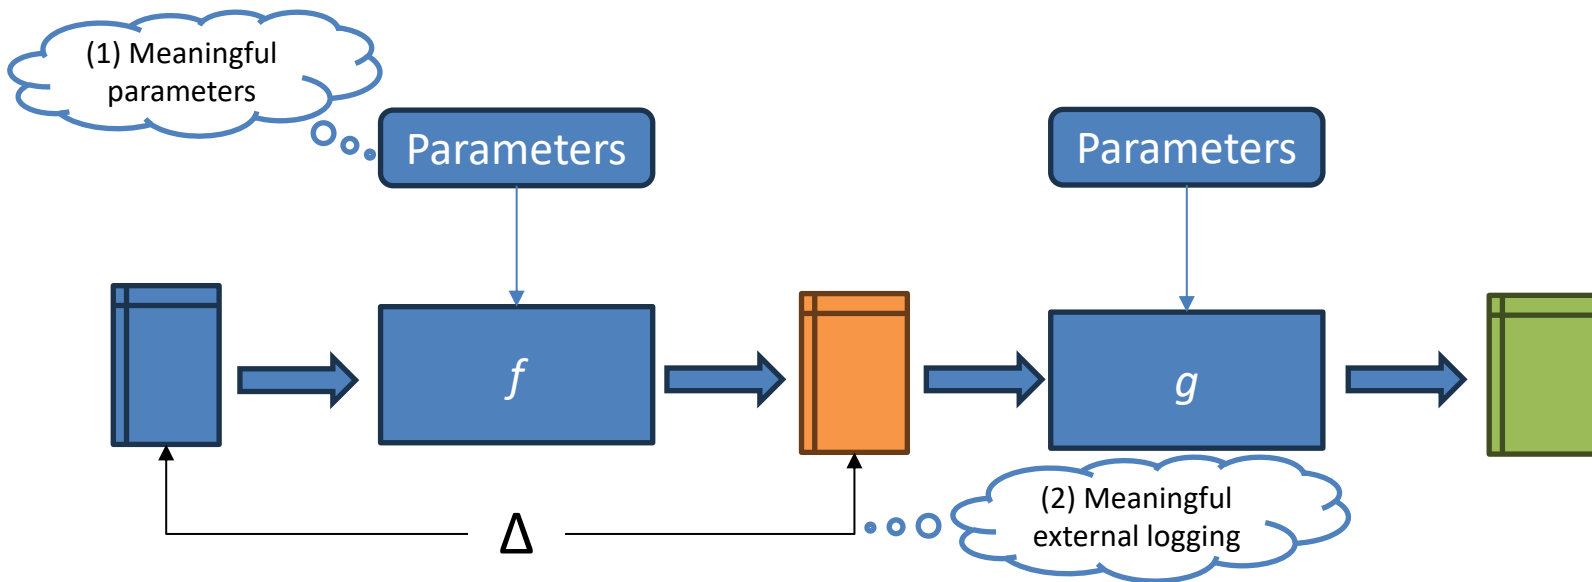 (1) Meaningful
parameters
Parameters
Parameters
f
g
Δ
(2) Meaningful
external logging